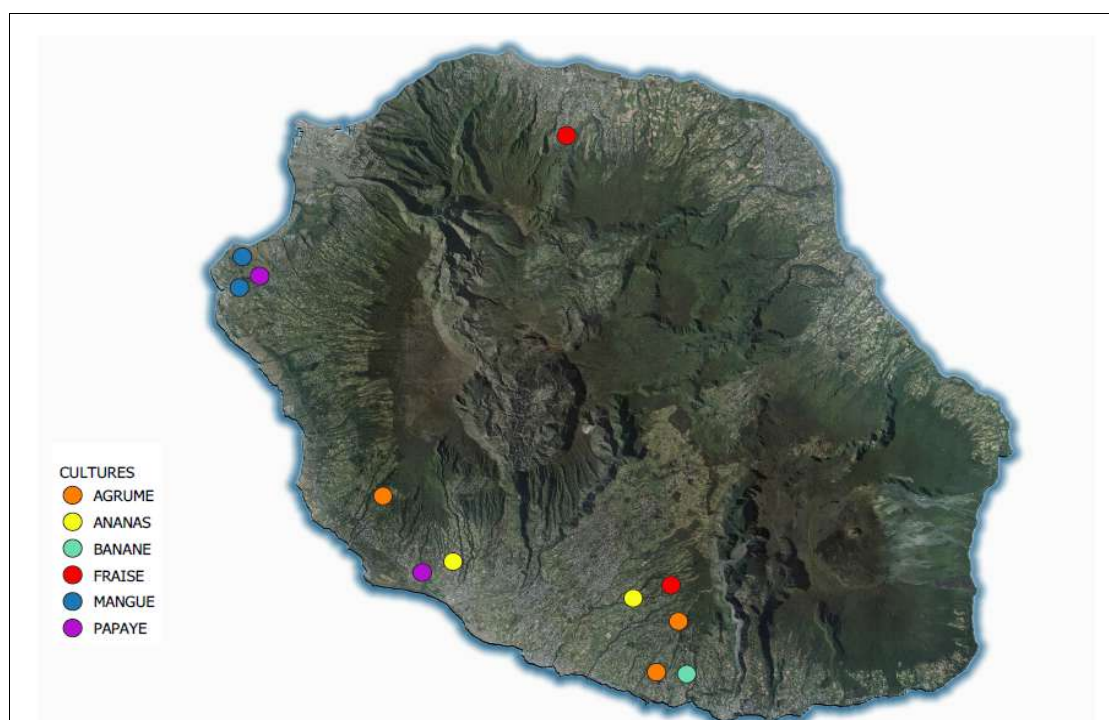 CULTURES
AGRUME
ANANAS
BANANE
FRAISE
MANGUE
PAPAYE